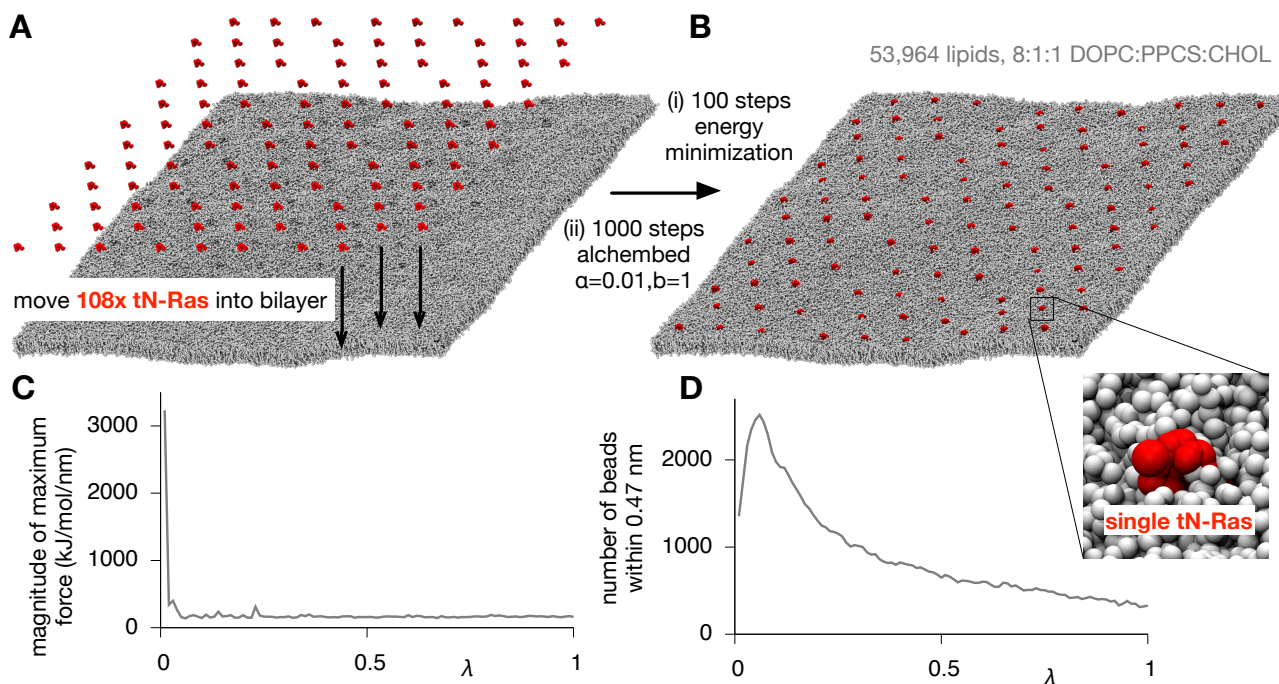 A
B
53,964 lipids, 8:1:1 DOPC:PPCS:CHOL
(i) 100 steps
energy
minimization
(ii) 1000 steps
alchembed
α=0.01,b=1
move 108x tN-Ras into bilayer
single tN-Ras
C
magnitude of maximum
force (kJ/mol/nm)
3000
2000
1000
0
0
0.5
λ
1
D
number of beads
within 0.47 nm
2000
1000
0
0
0.5
λ
1